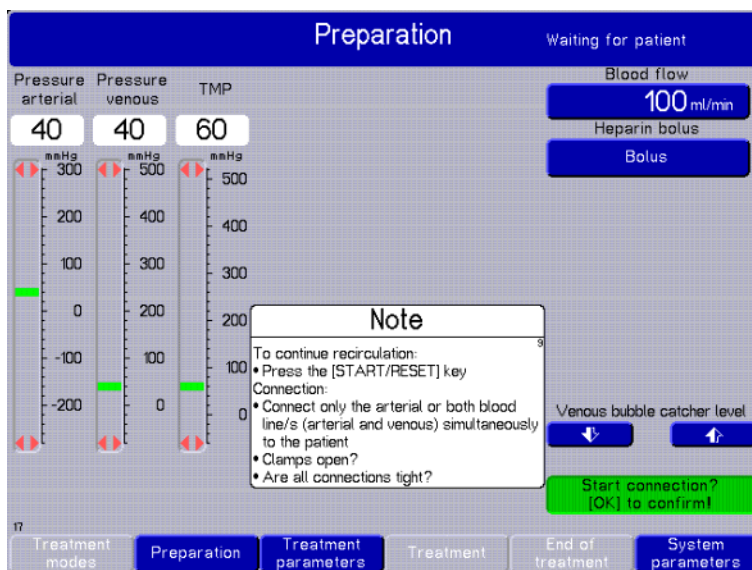 Preparation
Waiting for patient
Pressure arterial
Pressure venous
TMP
40
40
60
mmHg
300
200
100
0
-100
-200
mmHg
500
400
300
200
100
0
500
400
300
200
100
0
Blood flow
100 ml/min
Heparin bolus
Bolus
Note
9
To continue recirculation:
• Press the [START/RESET] key
Connection:
• Connect only the arterial or both blood
line/s (arterial and venous) simultaneously
to the patient
• Clamps open?
• Are all connections tight?
Venous bubble catcher level
Start connection?
[OK] to confirm!
17
Treatment modes
Preparation
Treatment parameters
Treatment
End of treatment
System parameters